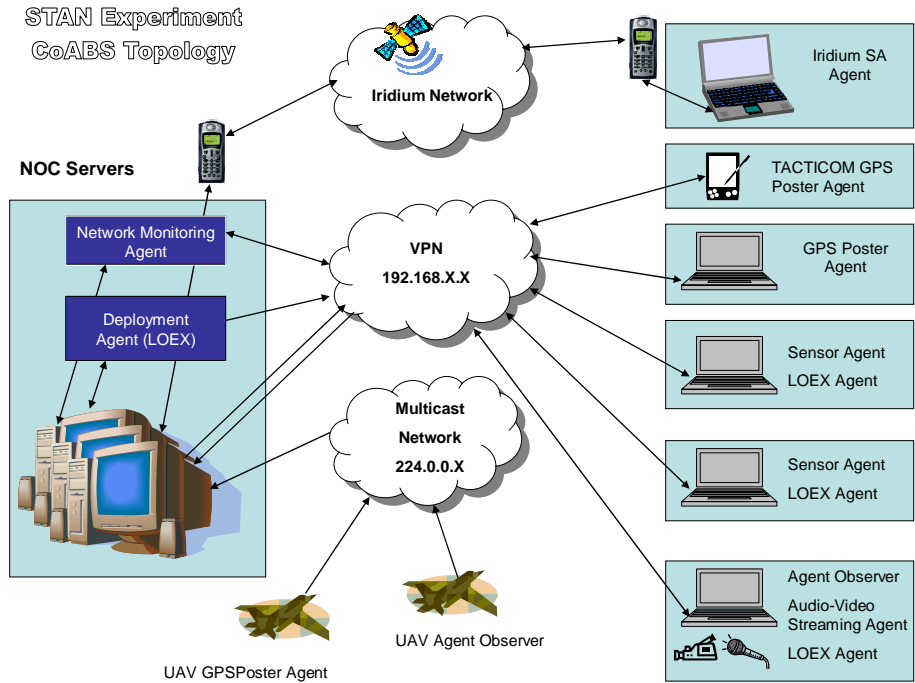 STAN Experiment
CoABS Topology
Iridium Network
Iridium SA
Agent
NOC Servers
TACTICOM GPS
Poster Agent
Network Monitoring
Agent
VPN
192.168.X.X
GPS Poster
Agent
Deployment
Agent (LOEX)
Sensor Agent
LOEX Agent
Multicast
Network
224.0.0.X
Sensor Agent
LOEX Agent
Agent Observer
Audio-Video
Streaming Agent
LOEX Agent
UAV Agent Observer
UAV GPSPoster Agent